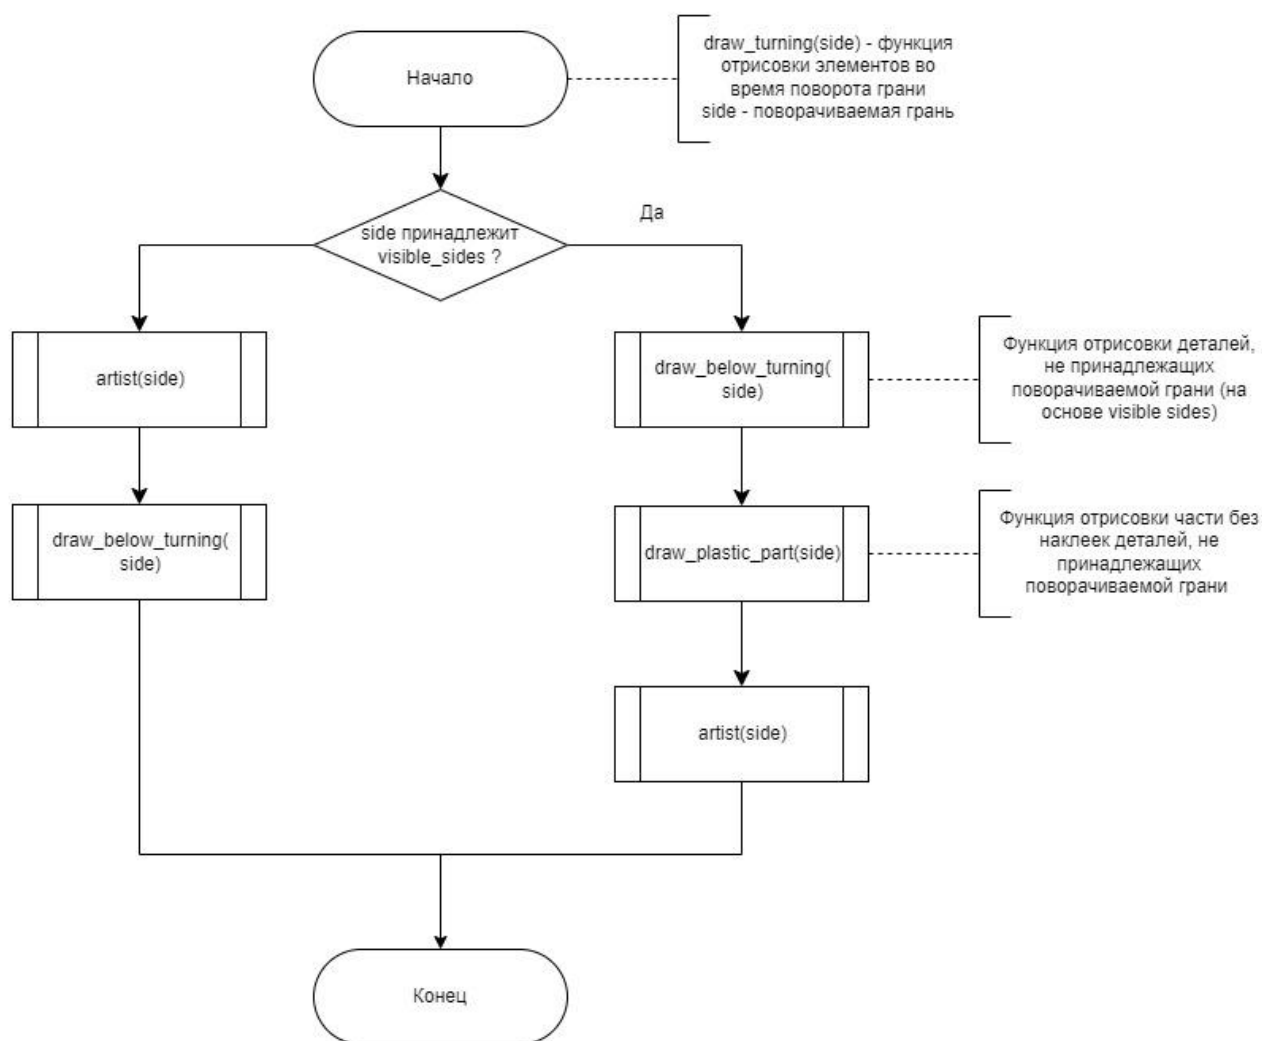 Начало
draw_turning(side) - функция
отрисовки элементов во
время поворота грани
side - поворачиваемая грань
Да
side принадлежит
visible_sides ?
artist(side)
draw_below_turning(
side)
draw_below_turning(
side)
Функция отрисовки деталей,
не принадлежащих
поворачиваемой грани (на
основе visible sides)
draw_plastic_part(side)
Функция отрисовки части без
наклеек деталей, не
принадлежащих
поворачиваемой грани
artist(side)
Конец